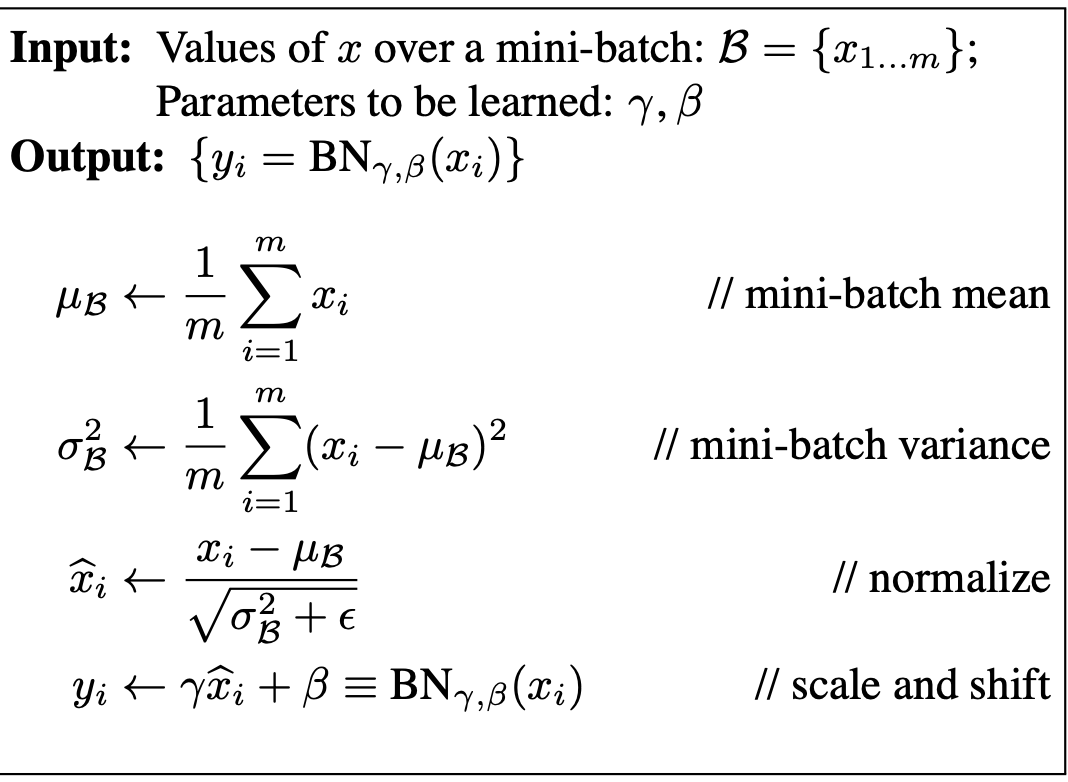 Input: Values of $x$ over a mini-batch: $\mathcal{B} = \{x_{1...m}\}$;
Parameters to be learned: $\gamma, \beta$
Output: $\{y_i = \mathrm{BN}_{\gamma,\beta}(x_i)\}$
$\mu_{\mathcal{B}} \leftarrow \frac{1}{m} \sum_{i=1}^{m} x_i$ // mini-batch mean
$\sigma_{\mathcal{B}}^2 \leftarrow \frac{1}{m} \sum_{i=1}^{m} (x_i - \mu_{\mathcal{B}})^2$ // mini-batch variance
$\widehat{x}_i \leftarrow \frac{x_i - \mu_{\mathcal{B}}}{\sqrt{\sigma_{\mathcal{B}}^2 + \epsilon}}$ // normalize
$y_i \leftarrow \gamma \widehat{x}_i + \beta \equiv \mathrm{BN}_{\gamma,\beta}(x_i)$ // scale and shift